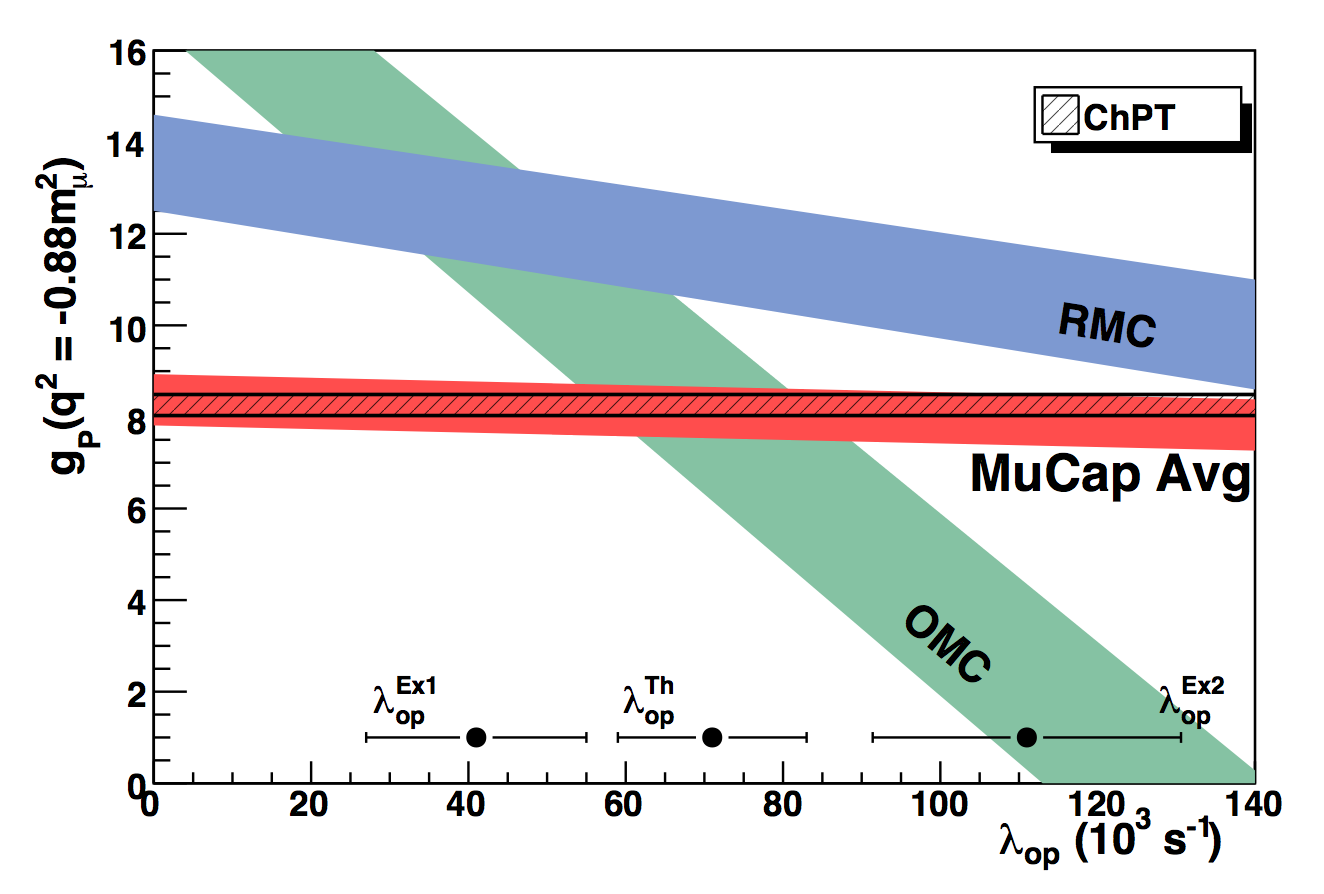 16
14
12
10
8
6
4
2
0
g_P(q² = -0.88m²_μ)
ChPT
RMC
MuCap Avg
OMC
λ_op^Ex1
λ_op^Th
λ_op^Ex2
0 20 40 60 80 100 120 140
λ_op (10³ s⁻¹)